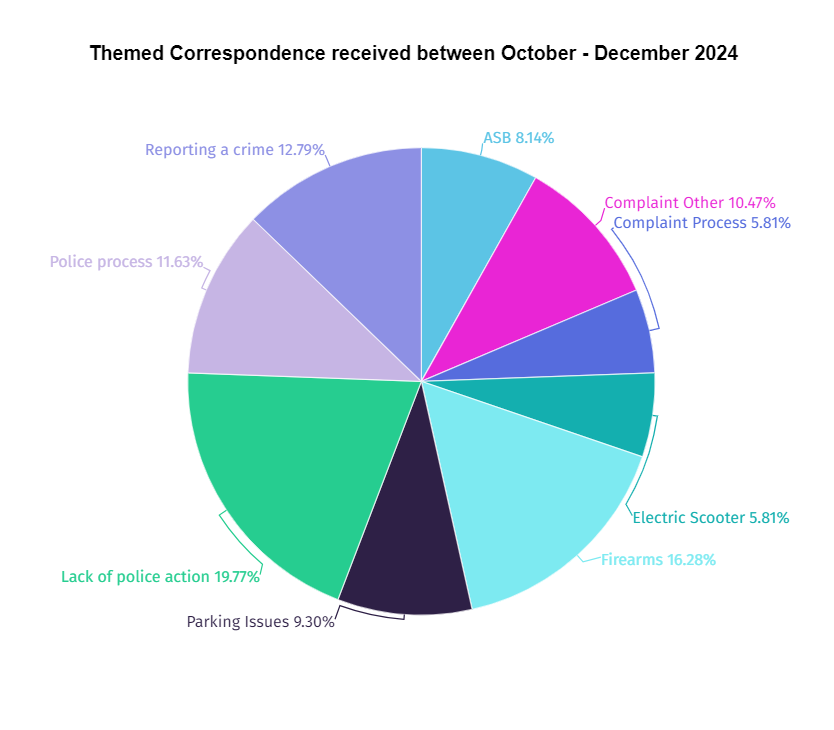 Themed Correspondence received between October - December 2024
ASB 8.14%
Reporting a crime 12.79%
Complaint Other 10.47%
Complaint Process 5.81%
Police process 11.63%
Electric Scooter 5.81%
Firearms 16.28%
Lack of police action 19.77%
Parking Issues 9.30%